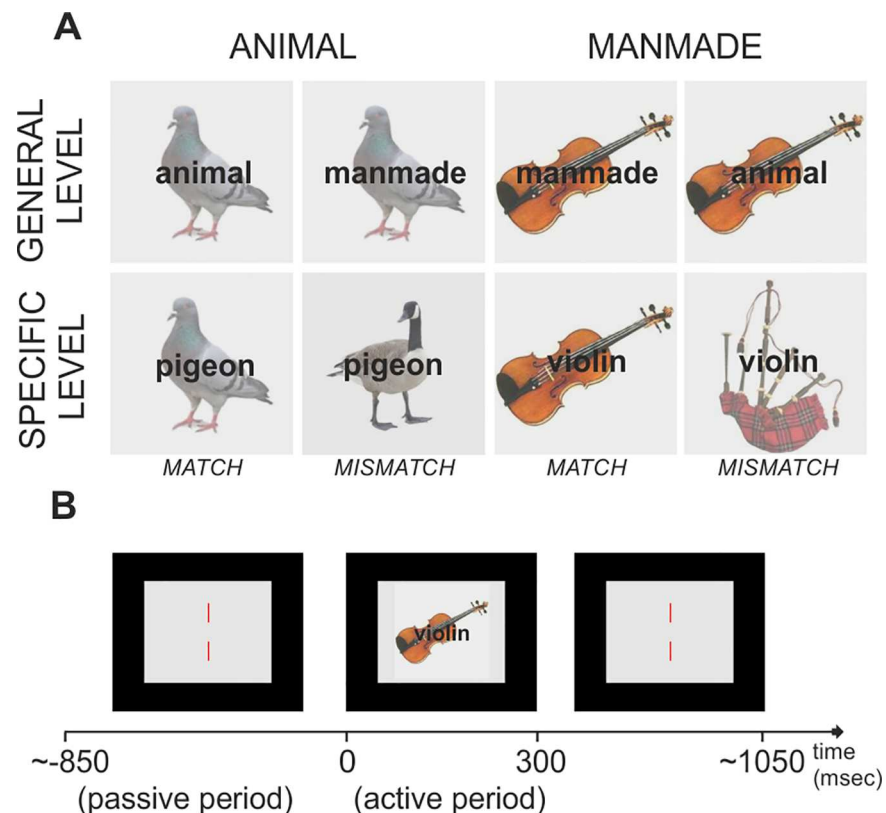 A
ANIMAL MANMADE
GENERAL
LEVEL
animal manmade manmade animal
SPECIFIC
LEVEL
pigeon pigeon violin violin
MATCH MISMATCH MATCH MISMATCH
B
violin
~-850 0 300 ~1050 time
(msec)
(passive period) (active period)